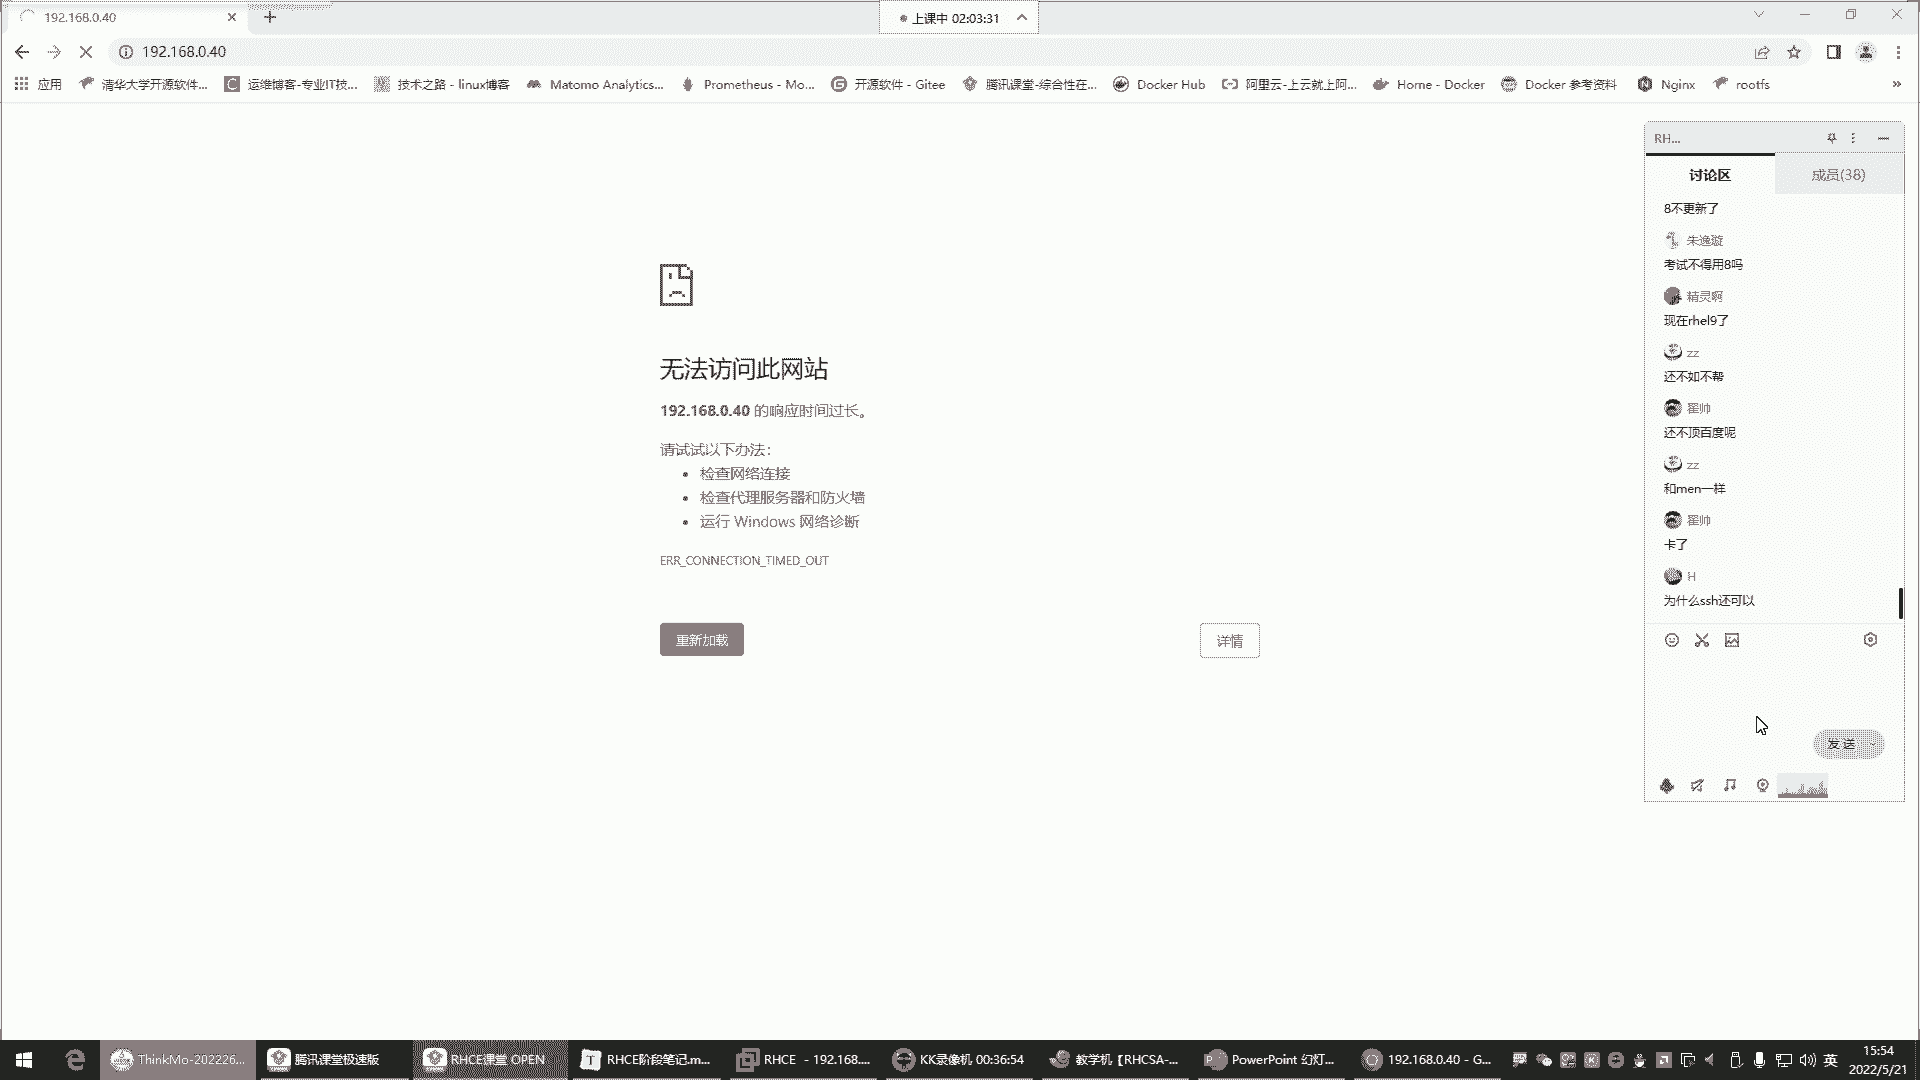 192.168.0.40
上课中 02:03:31
192.168.0.40
应用
清华大学开源软件...
运维博客-专业IT技...
技术之路 - linux博客
Matomo Analytics...
Prometheus - Mo...
开源软件 - Gitee
腾讯课堂-综合性在...
Docker Hub
阿里云-上云就上阿...
Home - Docker
Docker 参考资料
Nginx
rootfs
»
无法访问此网站
192.168.0.40 的响应时间过长。
请试试以下办法：
• 检查网络连接
• 检查代理服务器和防火墙
• 运行 Windows 网络诊断
ERR_CONNECTION_TIMED_OUT
重新加载
详情
RH...
讨论区
成员(38)
8不更新了
朱逸璇
考试不得用8吗
精灵啊
现在rhel9了
zz
还不如不帮
翟帅
还不顶百度呢
zz
和men一样
翟帅
卡了
H
为什么ssh还可以
发送
ThinkMo-202226...
腾讯课堂极速版
RHCE课堂 OPEN
RHCE阶段笔记.m...
RHCE - 192.168....
KK录像机 00:36:54
教学机【RHCSA-...
PowerPoint 幻灯...
192.168.0.40 - G...
英
15:54
2022/5/21